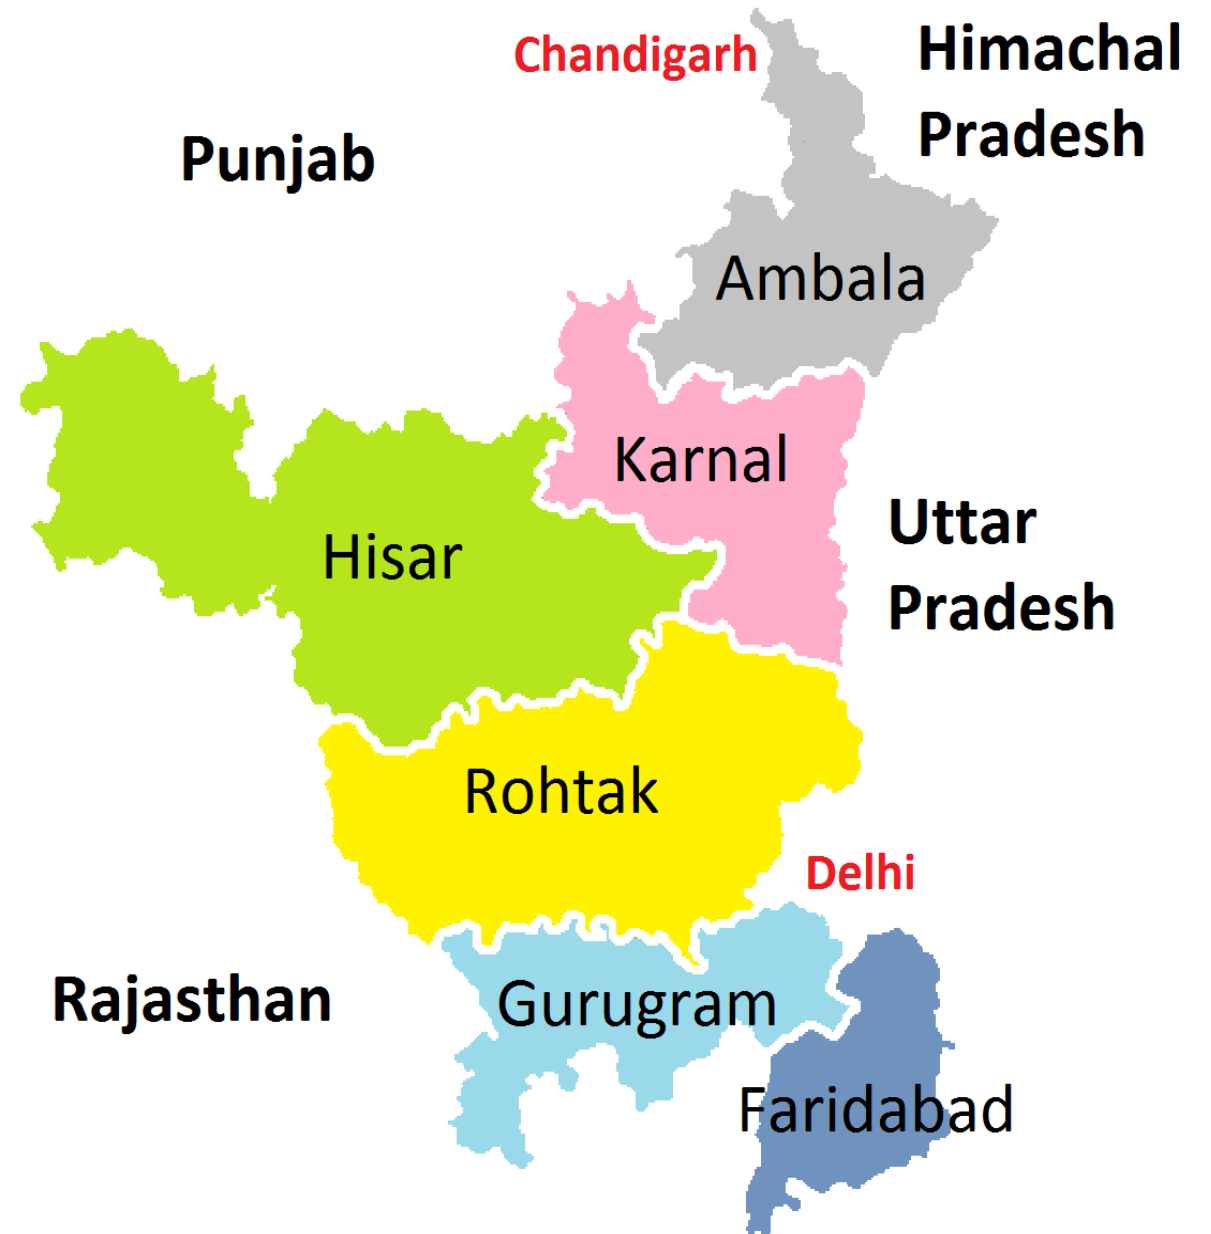 Chandigarh
Himachal
Pradesh
Punjab
Ambala
Karnal
Uttar
Pradesh
Hisar
Rohtak
Delhi
Rajasthan
Gurugram
Faridabad